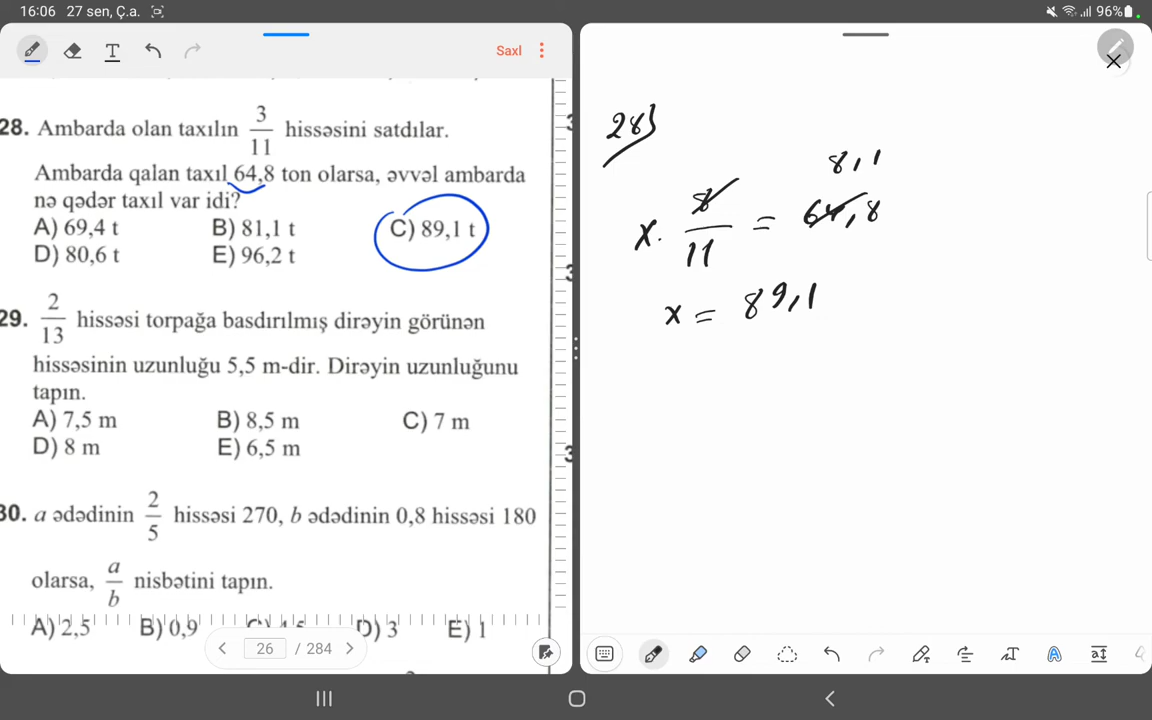 16:06 27 sen, Ç.a. 96%
T Saxl
28. Ambarda olan taxılın 3/11 hissəsini satdılar.
Ambarda qalan taxıl 64,8 ton olarsa, əvvəl ambarda
nə qədər taxıl var idi?
A) 69,4 t B) 81,1 t C) 89,1 t
D) 80,6 t E) 96,2 t
29. 2/13 hissəsi torpağa basdırılmış dirəyin görünən
hissəsinin uzunluğu 5,5 m-dir. Dirəyin uzunluğunu
tapın.
A) 7,5 m B) 8,5 m C) 7 m
D) 8 m E) 6,5 m
30. a ədədinin 2/5 hissəsi 270, b ədədinin 0,8 hissəsi 180
olarsa, a/b nisbətini tapın.
A) 2,5 B) 0,9 D) 3 E) 1
26 / 284
28)
8,1
x · 8/11 = 64,8
x = 89,1